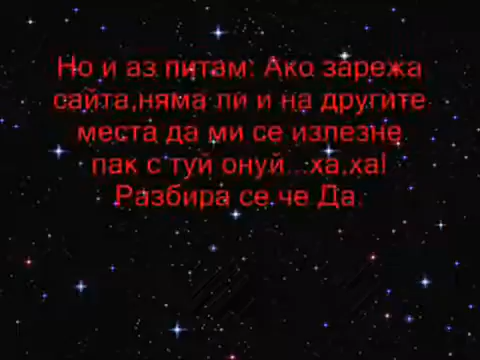 Но и аз питам: Ако зарежа
сайта,няма ли и на другите
места да ми се излезне
пак с туй онуй...ха,ха!
Разбира се че Да.